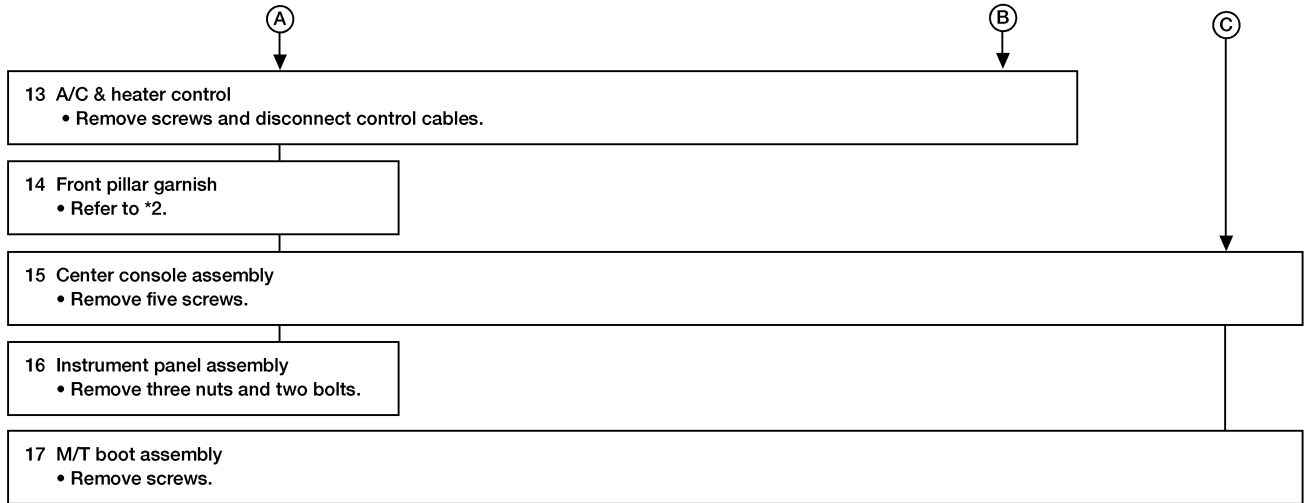 A
B
C
13 A/C & heater control
• Remove screws and disconnect control cables.
14 Front pillar garnish
• Refer to *2.
15 Center console assembly
• Remove five screws.
16 Instrument panel assembly
• Remove three nuts and two bolts.
17 M/T boot assembly
• Remove screws.